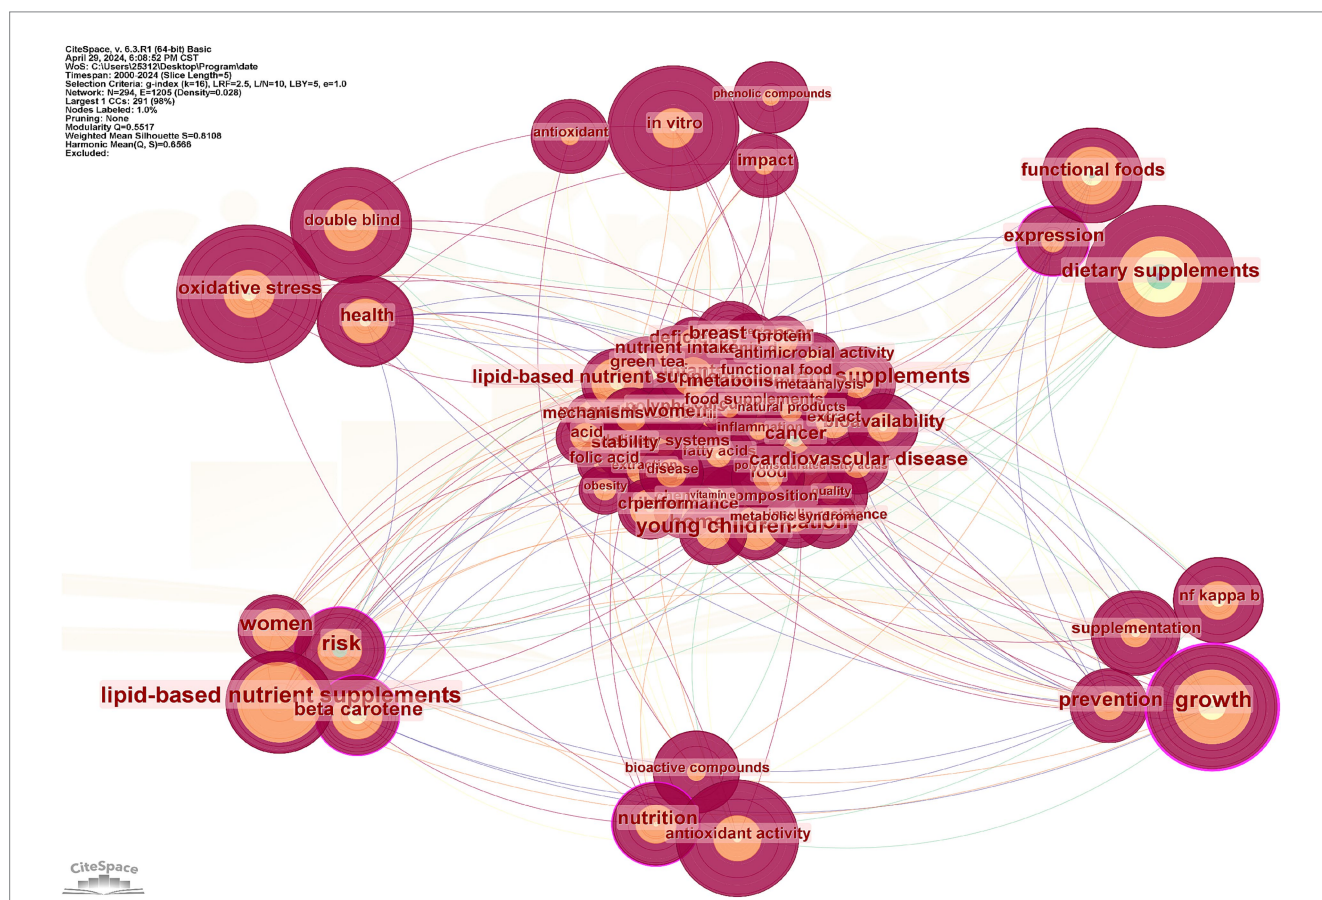 CiteSpace, v. 6.3.R1 (64-bit) Basic
April 29, 2024, 6:08:52 PM CST
WoS: C:\Users\25312\Desktop\Program\date
Timespan: 2000-2024 (Slice Length=5)
Selection Criteria: g-index (k=16), LRF=2.5, L/N=10, LBY=5, e=1.0
Network: N=294, E=1205 (Density=0.028)
Largest 1 CCs: 291 (98%)
Nodes Labeled: 1.0%
Pruning: None
Modularity Q=0.5517
Weighted Mean Silhouette S=0.8108
Harmonic Mean(Q, S)=0.6566
Excluded:
phenolic compounds
in vitro
antioxidant
impact
functional foods
double blind
expression
dietary supplements
oxidative stress
health
breast
cancer
protein
nutrient intake
antimicrobial activity
green tea
functional food
lipid-based nutrient
supplements
metabolism
metaanalysis
food supplements
natural products
mechanisms
women
extract
availability
inflammation
acid
cancer
stability
systems
fatty acids
folic acid
cardiovascular disease
extraction
disease
polyunsaturated fatty acids
food
obesity
vitamin e
composition
quality
performance
metabolic syndrome
young children
nf kappa b
women
supplementation
risk
lipid-based nutrient supplements
beta carotene
prevention
growth
bioactive compounds
nutrition
antioxidant activity
CiteSpace